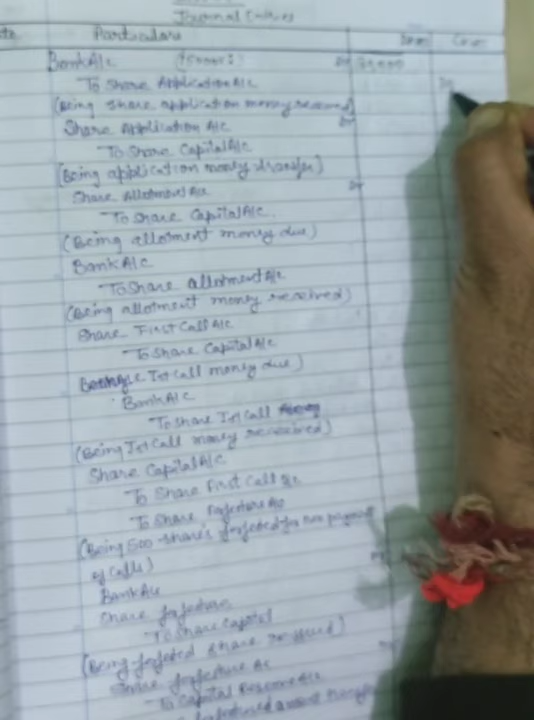 Journal Entries
Particulars
Bank A/c Dr
To Share Application A/c
(Being share application money received)
Share Application A/c Dr
To Share Capital A/c
(Being application money transfer)
Share Allotment A/c Dr
To Share Capital A/c
(Being allotment money due)
Bank A/c
To Share allotment A/c
(Being allotment money received)
Share First Call A/c
To Share Capital A/c
1st call money due)
Bank A/c
To Share 1st Call
(Being 1st Call money received)
Share Capital A/c
To Share First Call A/c
To Share Forfeiture A/c
(Being 500 share's forfeited for non payment
of calls)
Bank A/c
Share forfeiture
To Share Capital
(Being forfeited share reissued)
Share forfeiture A/c
To Capital Reserve A/c